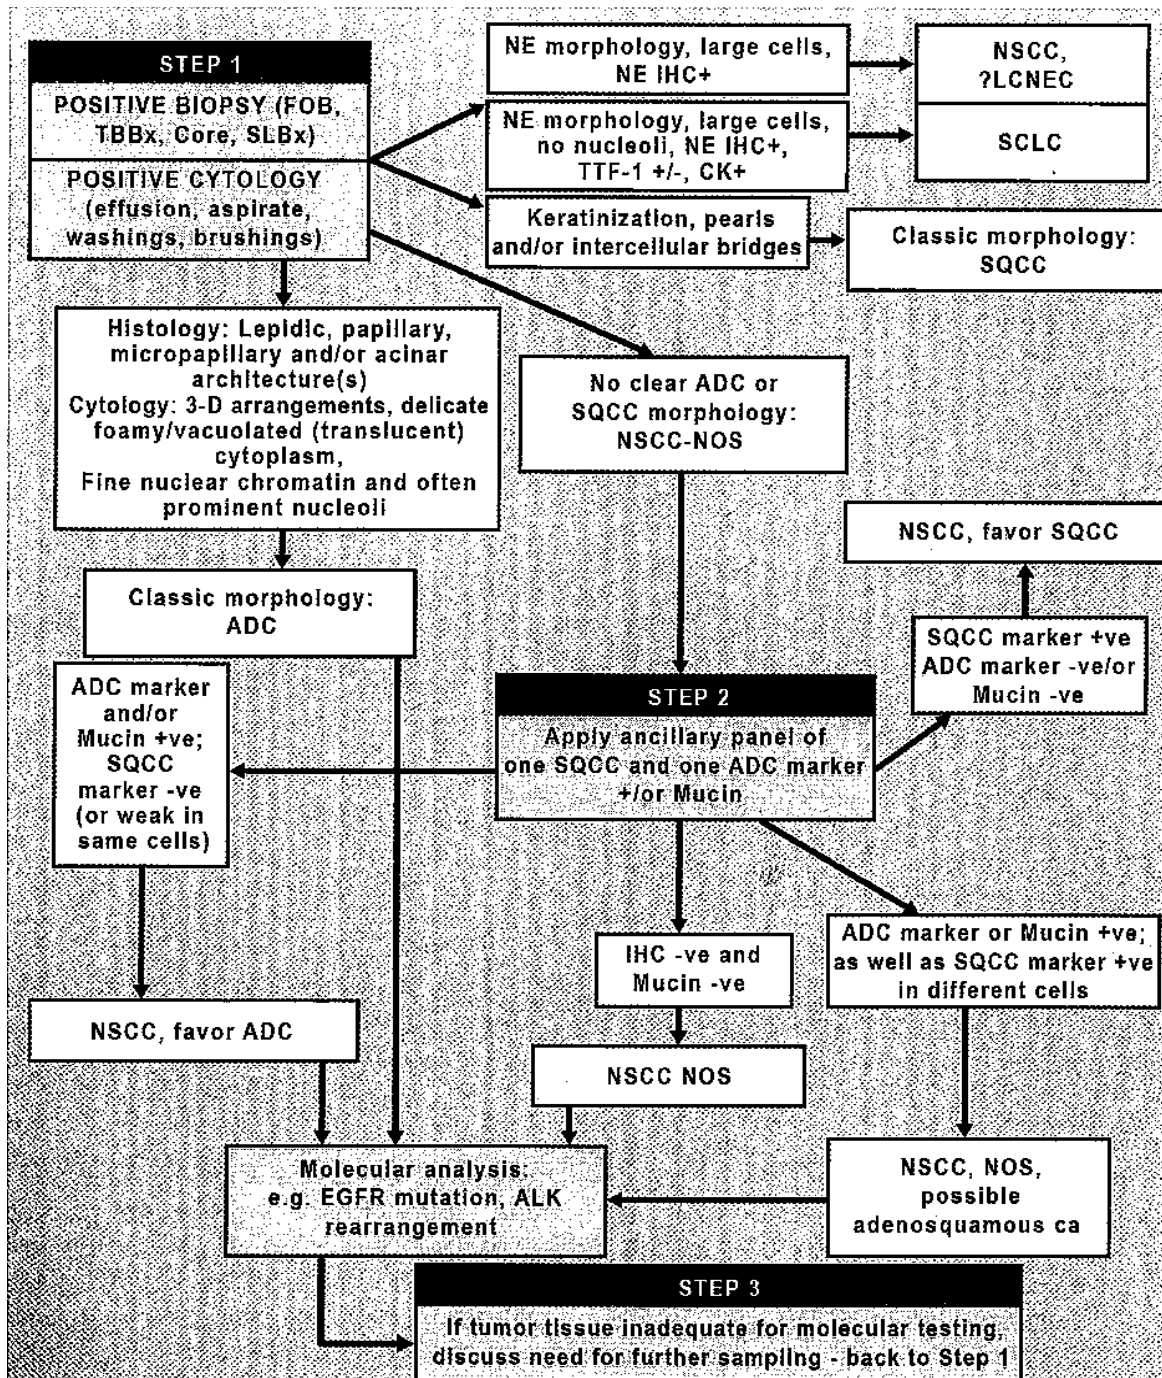 STEP 1
POSITIVE BIOPSY (FOB,
TBBx, Core, SLBx)
POSITIVE CYTOLOGY
(effusion, aspirate,
washings, brushings)
NE morphology, large cells,
NE IHC+
NSCC,
?LCNEC
NE morphology, large cells,
no nucleoli, NE IHC+,
TTF-1 +/-, CK+
SCLC
Keratinization, pearls
and/or intercellular bridges
Classic morphology:
SQCC
Histology: Lepidic, papillary,
micropapillary and/or acinar
architecture(s)
Cytology: 3-D arrangements, delicate
foamy/vacuolated (translucent)
cytoplasm,
Fine nuclear chromatin and often
prominent nucleoli
No clear ADC or
SQCC morphology:
NSCC-NOS
NSCC, favor SQCC
Classic morphology:
ADC
SQCC marker +ve
ADC marker -ve/or
Mucin -ve
ADC marker
and/or
Mucin +ve;
SQCC
marker -ve
(or weak in
same cells)
STEP 2
Apply ancillary panel of
one SQCC and one ADC marker
+/or Mucin
IHC -ve and
Mucin -ve
ADC marker or Mucin +ve;
as well as SQCC marker +ve
in different cells
NSCC, favor ADC
NSCC NOS
Molecular analysis:
e.g. EGFR mutation, ALK
rearrangement
NSCC, NOS,
possible
adenosquamous ca
STEP 3
If tumor tissue inadequate for molecular testing,
discuss need for further sampling - back to Step 1